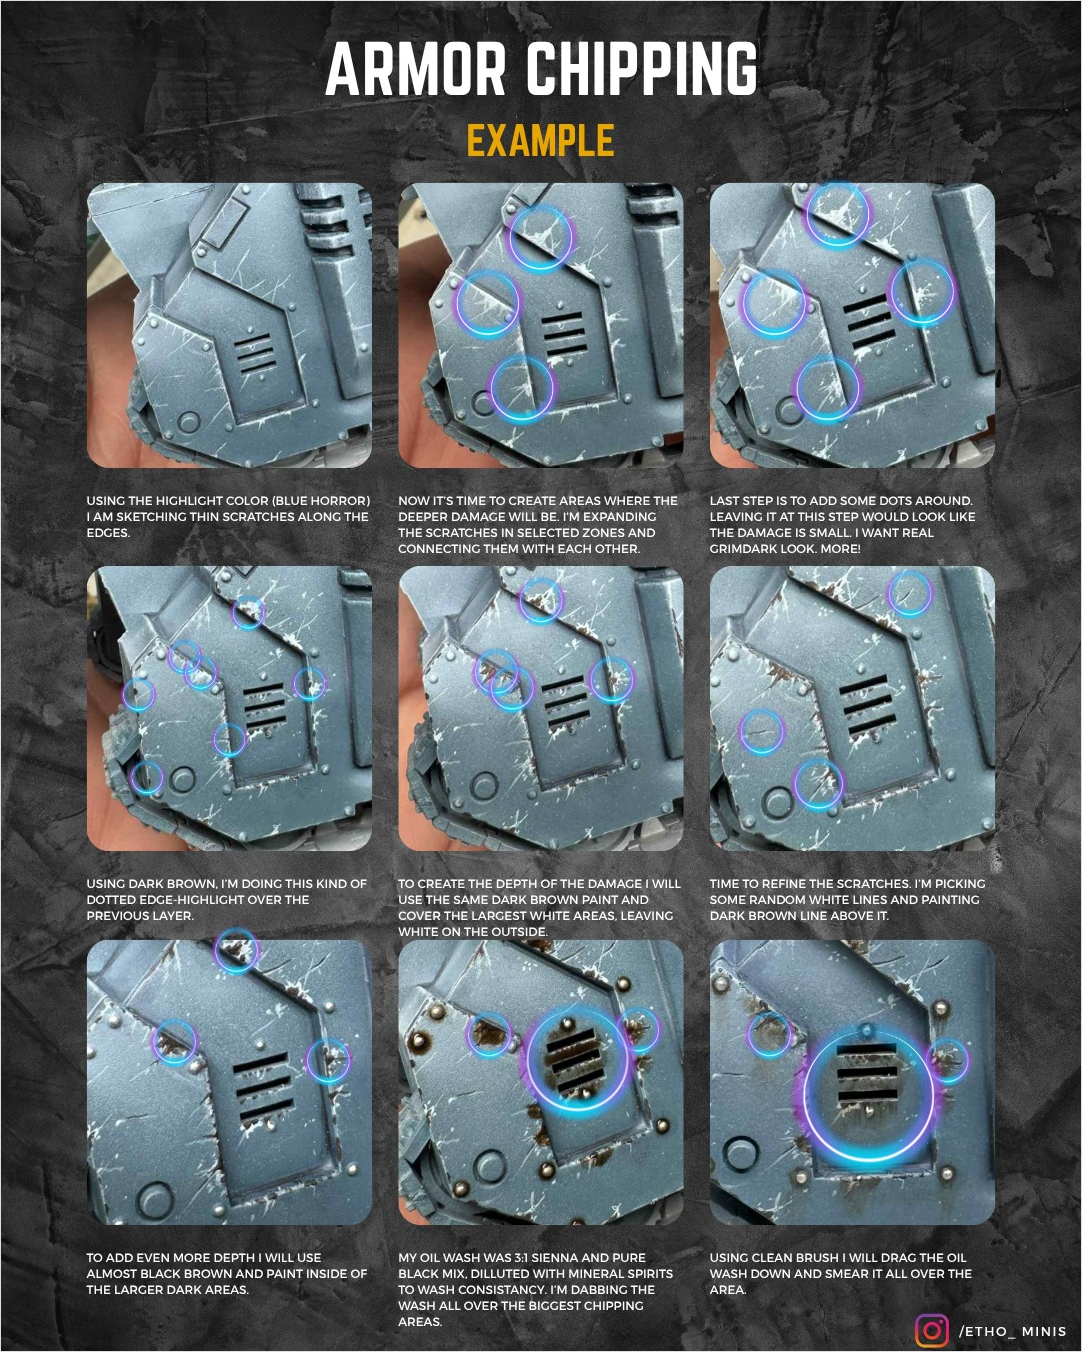 ARMOR CHIPPING
EXAMPLE
USING THE HIGHLIGHT COLOR (BLUE HORROR)
I AM SKETCHING THIN SCRATCHES ALONG THE
EDGES.
NOW IT'S TIME TO CREATE AREAS WHERE THE
DEEPER DAMAGE WILL BE. I'M EXPANDING
THE SCRATCHES IN SELECTED ZONES AND
CONNECTING THEM WITH EACH OTHER.
LAST STEP IS TO ADD SOME DOTS AROUND.
LEAVING IT AT THIS STEP WOULD LOOK LIKE
THE DAMAGE IS SMALL. I WANT REAL
GRIMDARK LOOK. MORE!
USING DARK BROWN, I'M DOING THIS KIND OF
DOTTED EDGE-HIGHLIGHT OVER THE
PREVIOUS LAYER.
TO CREATE THE DEPTH OF THE DAMAGE I WILL
USE THE SAME DARK BROWN PAINT AND
COVER THE LARGEST WHITE AREAS, LEAVING
WHITE ON THE OUTSIDE.
TIME TO REFINE THE SCRATCHES. I'M PICKING
SOME RANDOM WHITE LINES AND PAINTING
DARK BROWN LINE ABOVE IT.
TO ADD EVEN MORE DEPTH I WILL USE
ALMOST BLACK BROWN AND PAINT INSIDE OF
THE LARGER DARK AREAS.
MY OIL WASH WAS 3:1 SIENNA AND PURE
BLACK MIX, DILLUTED WITH MINERAL SPIRITS
TO WASH CONSISTANCY. I'M DABBING THE
WASH ALL OVER THE BIGGEST CHIPPING
AREAS.
USING CLEAN BRUSH I WILL DRAG THE OIL
WASH DOWN AND SMEAR IT ALL OVER THE
AREA.
/ETHO_ MINIS